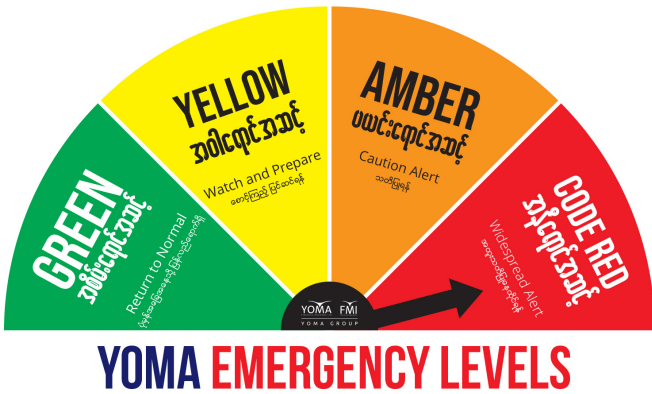 GREEN
အစိမ်းရောင်အဆင့်
Return to Normal
YELLOW
အဝါရောင်အဆင့်
Watch and Prepare
စောင့်ကြည့် ပြင်ဆင်ရန်
AMBER
ပယင်းရောင်အဆင့်
Caution Alert
သတိပြုရန်
CODE RED
အနီရောင်အဆင့်
Widespread Alert
YOMA FMI
YOMA GROUP
YOMA EMERGENCY LEVELS